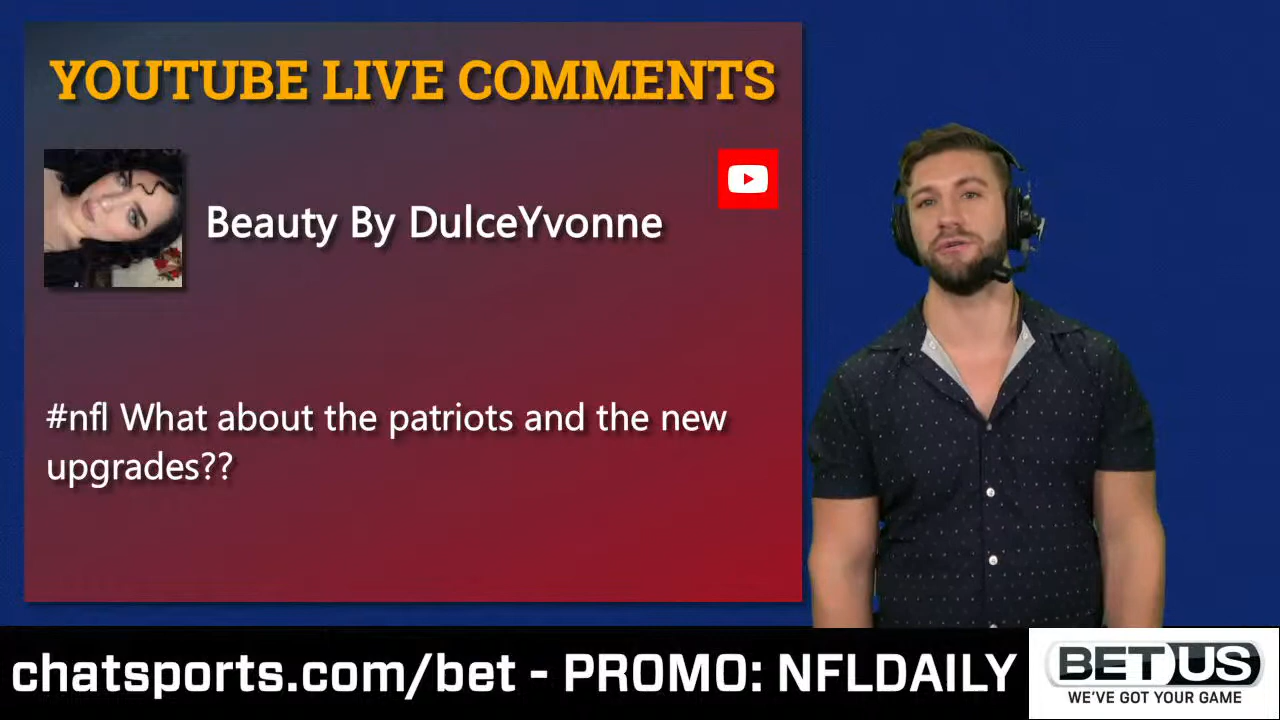 YOUTUBE LIVE COMMENTS
Beauty By DulceYvonne
#nfl What about the patriots and the new
upgrades??
chatsports.com/bet - PROMO: NFLDAILY
BETUS
WE'VE GOT YOUR GAME